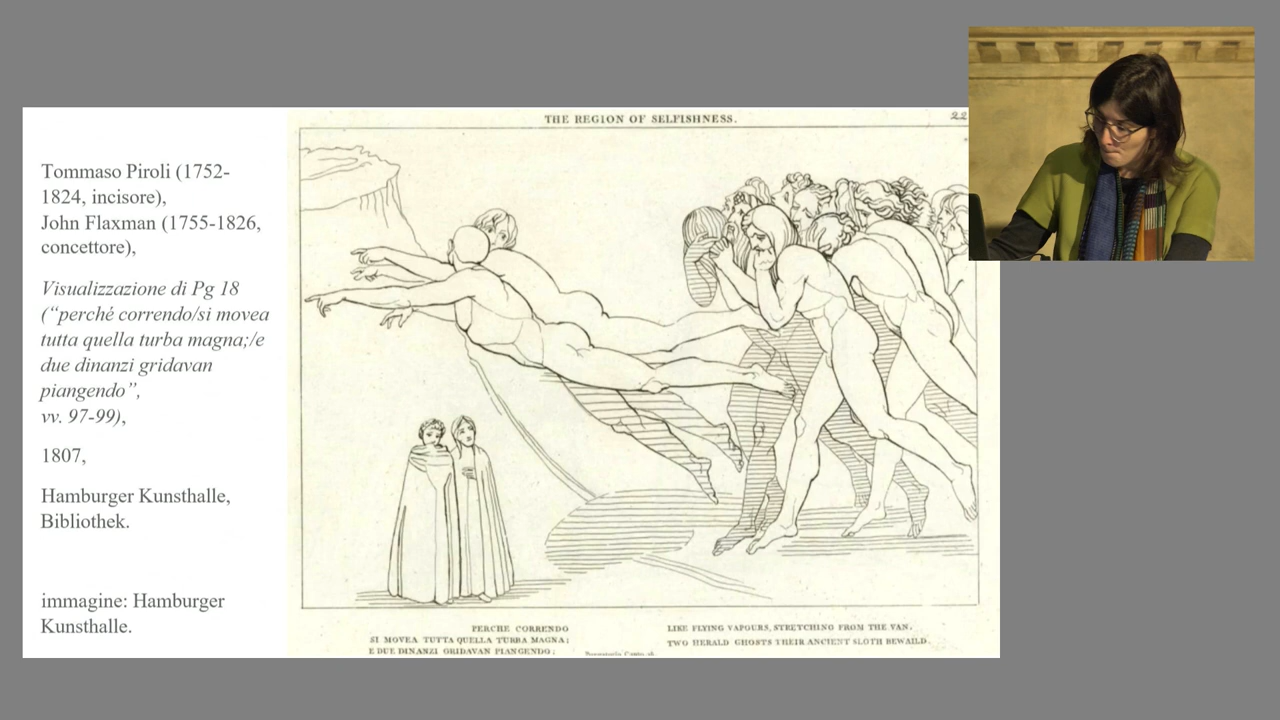 Tommaso Piroli (1752-
1824, incisore),
John Flaxman (1755-1826,
concettore),
Visualizzazione di Pg 18
(“perché correndo/si movea
tutta quella turba magna;/e
due dinanzi gridavan
piangendo”,
vv. 97-99),
1807,
Hamburger Kunsthalle,
Bibliothek.
immagine: Hamburger
Kunsthalle.
THE REGION OF SELFISHNESS.
22
PERCHE CORRENDO
SI MOVEA TUTTA QUELLA TURBA MAGNA;
E DUE DINANZI GRIDAVAN PIANGENDO;
LIKE FLYING VAPOURS, STRETCHING FROM THE VAN,
TWO HERALD GHOSTS THEIR ANCIENT SLOTH BEWAILD.